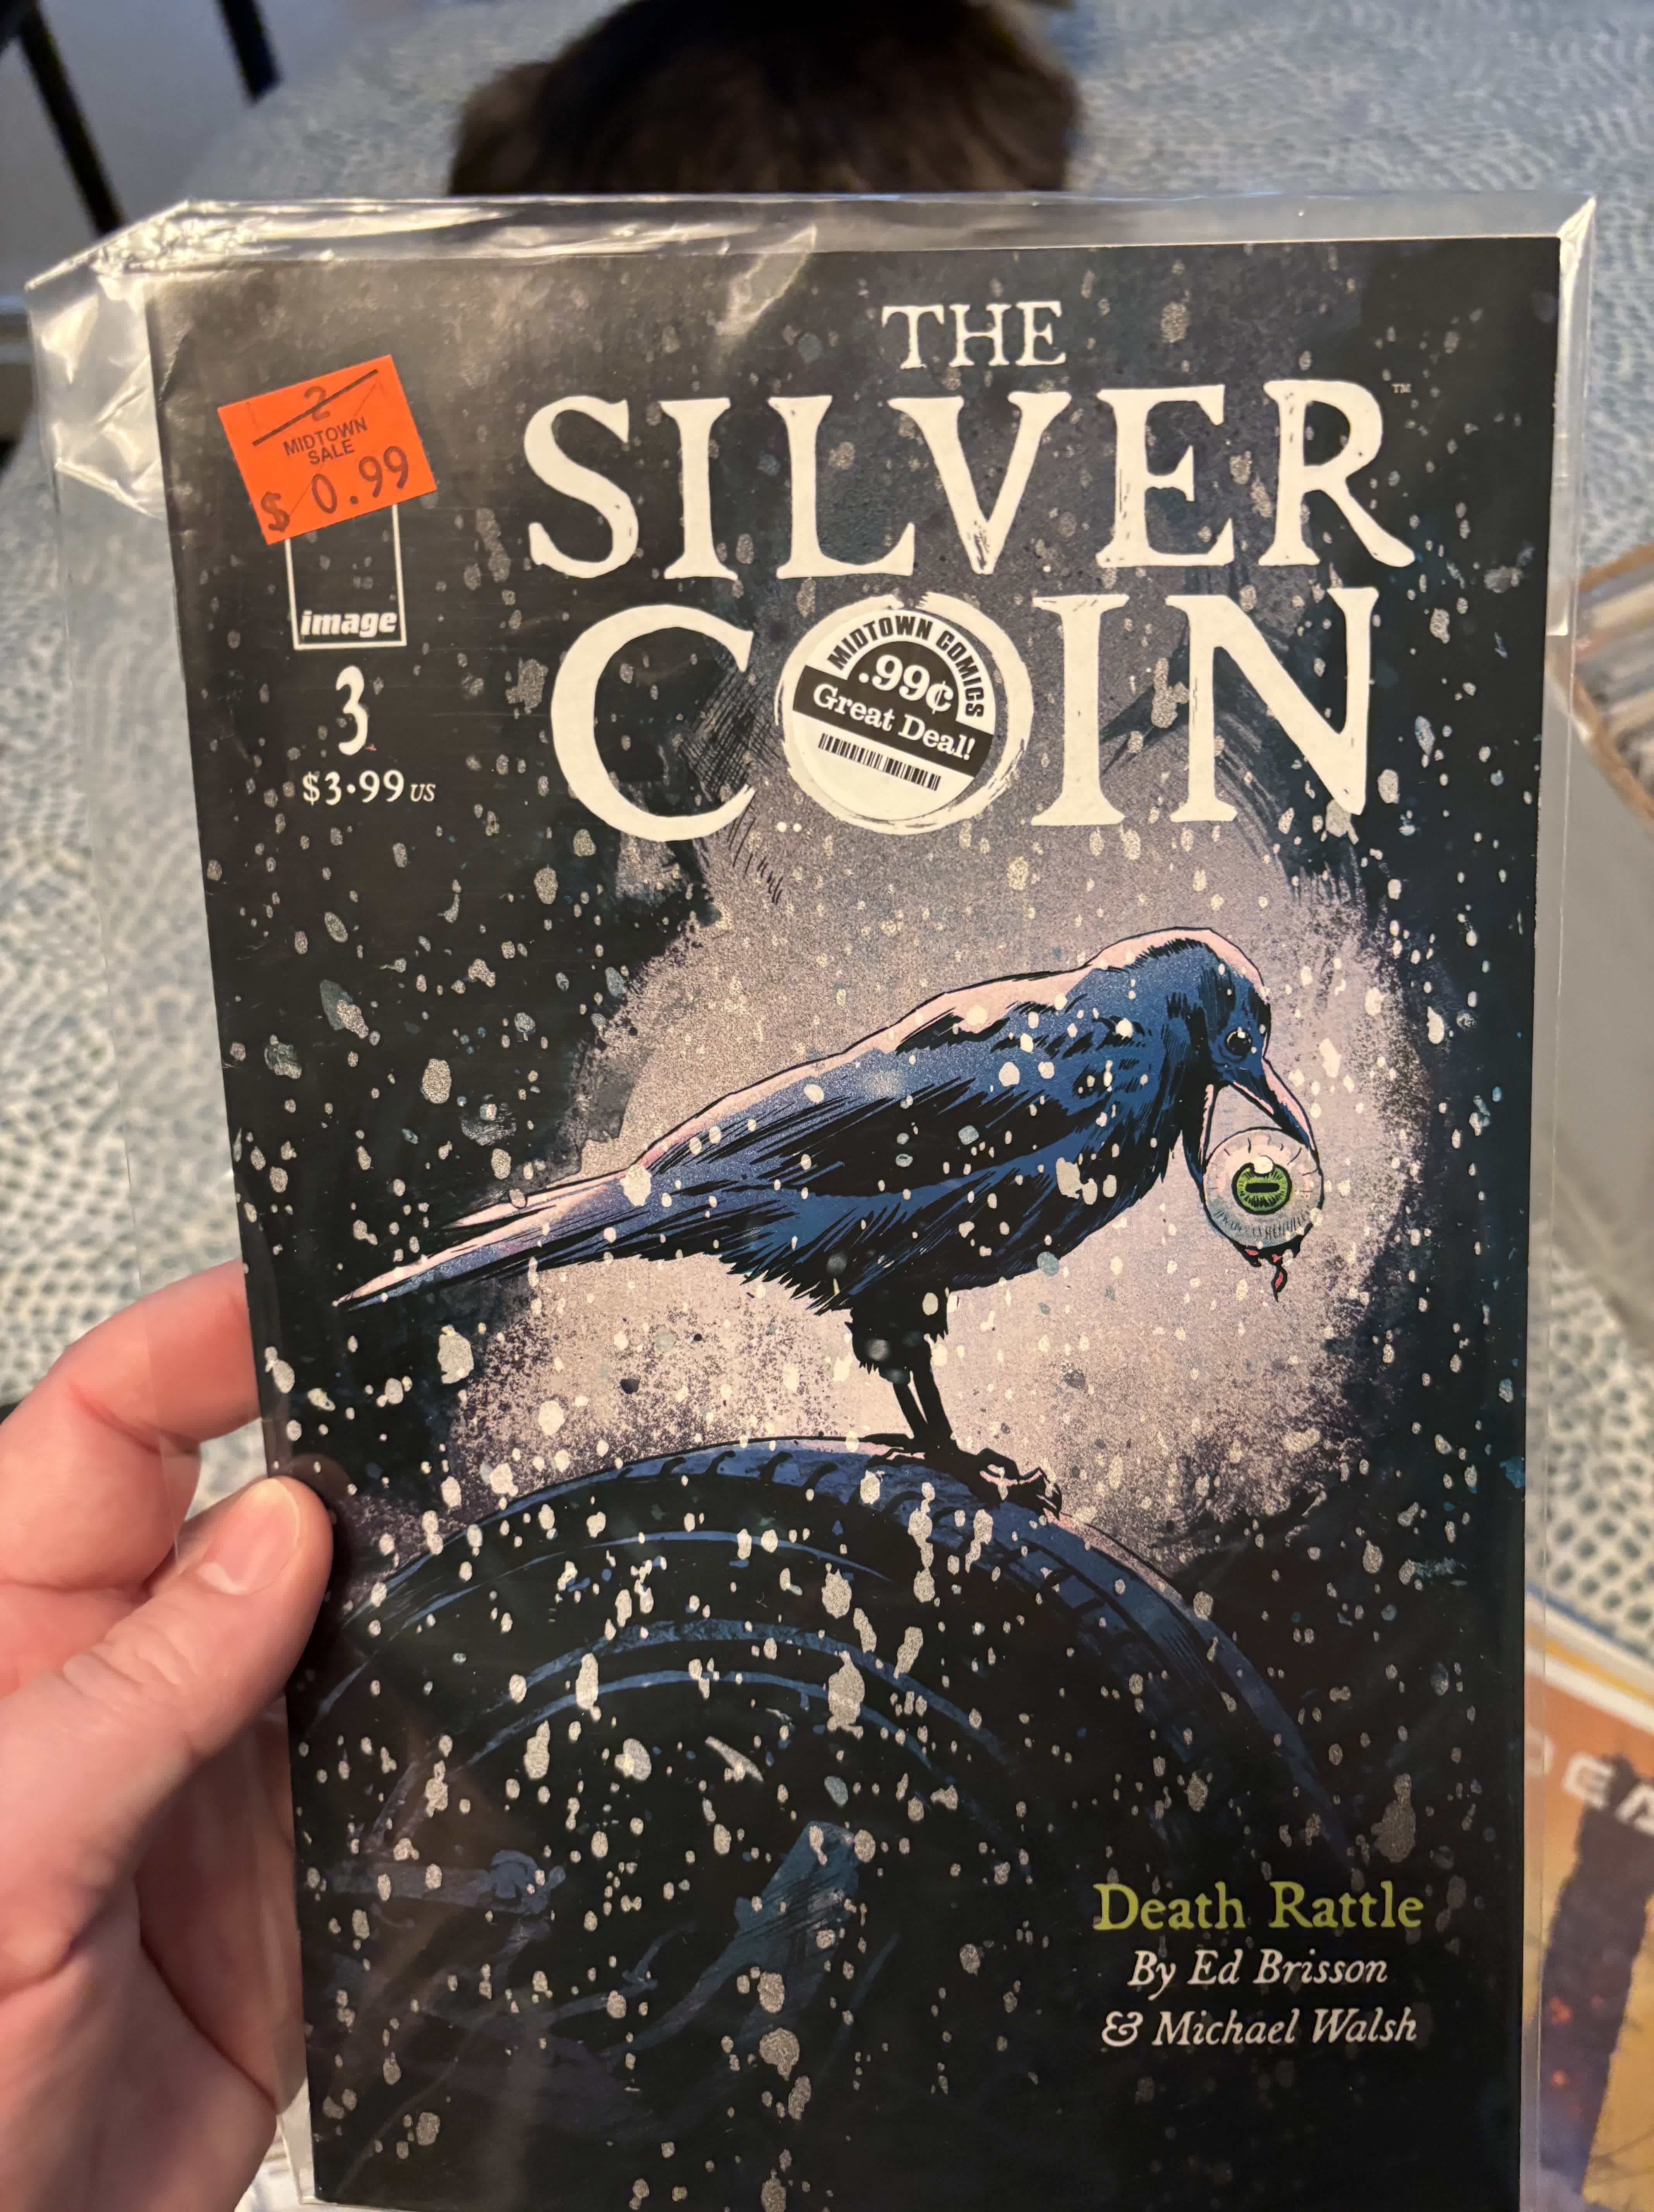 THE
SILVER
COIN
TM
2
MIDTOWN
SALE
$ 0.99
image
3
$3.99 US
MIDTOWN COMICS
.99¢
Great Deal!
Death Rattle
By Ed Brisson
& Michael Walsh